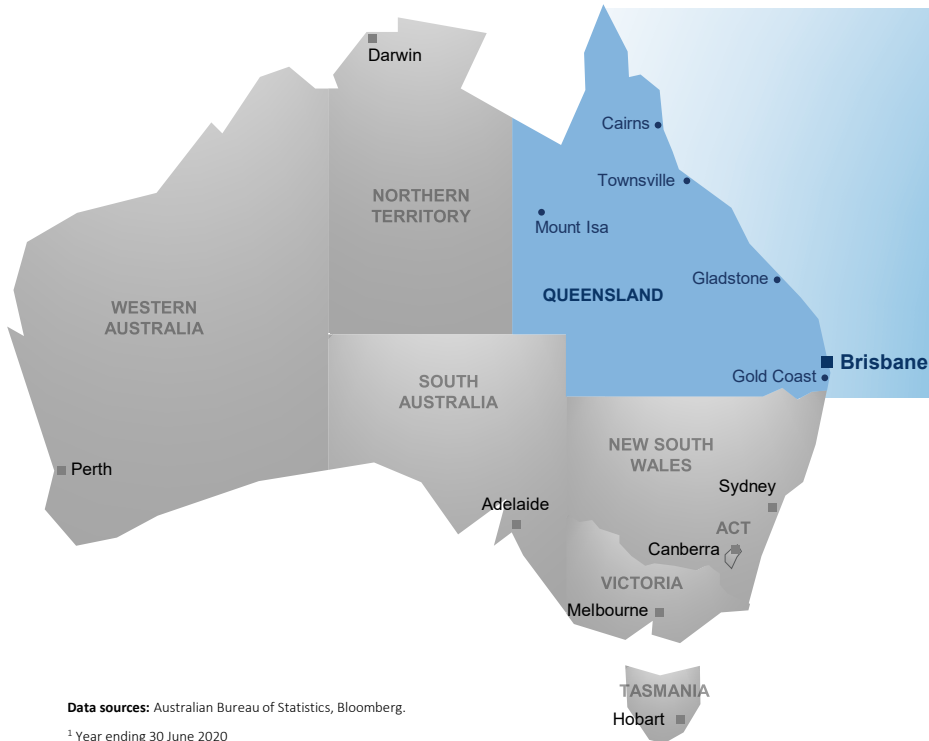 Darwin
Cairns
Townsville
NORTHERN
TERRITORY
Mount Isa
Gladstone
QUEENSLAND
WESTERN
AUSTRALIA
Brisbane
Gold Coast
SOUTH
AUSTRALIA
NEW SOUTH
WALES
Perth
Sydney
Adelaide
ACT
Canberra
VICTORIA
Melbourne
TASMANIA
Hobart
Data sources: Australian Bureau of Statistics, Bloomberg.
¹ Year ending 30 June 2020